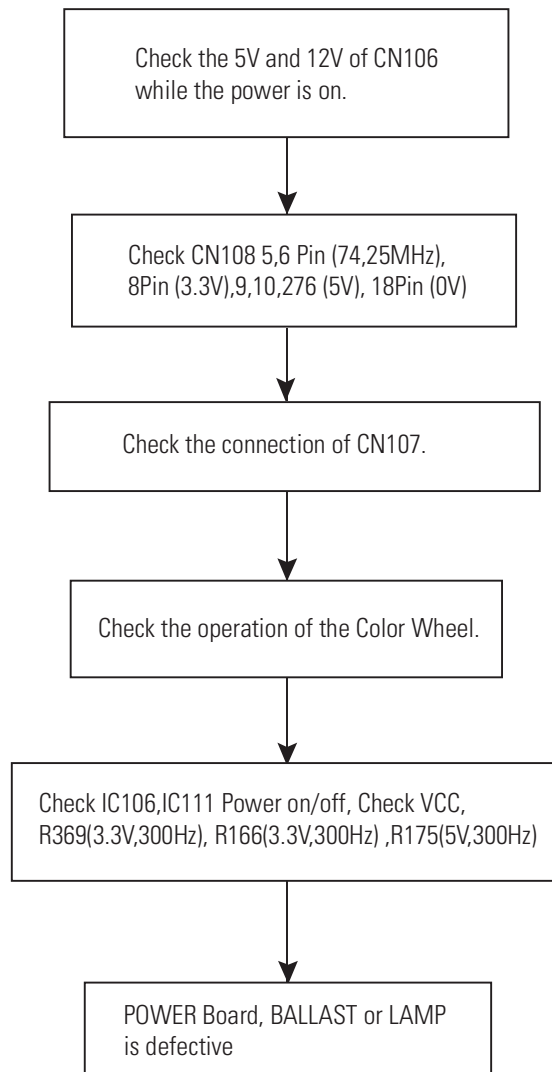 Check the 5V and 12V of CN106
while the power is on.
Check CN108 5,6 Pin (74,25MHz),
8Pin (3.3V),9,10,276 (5V), 18Pin (0V)
Check the connection of CN107.
Check the operation of the Color Wheel.
Check IC106,IC111 Power on/off, Check VCC,
R369(3.3V,300Hz), R166(3.3V,300Hz) ,R175(5V,300Hz)
POWER Board, BALLAST or LAMP
is defective